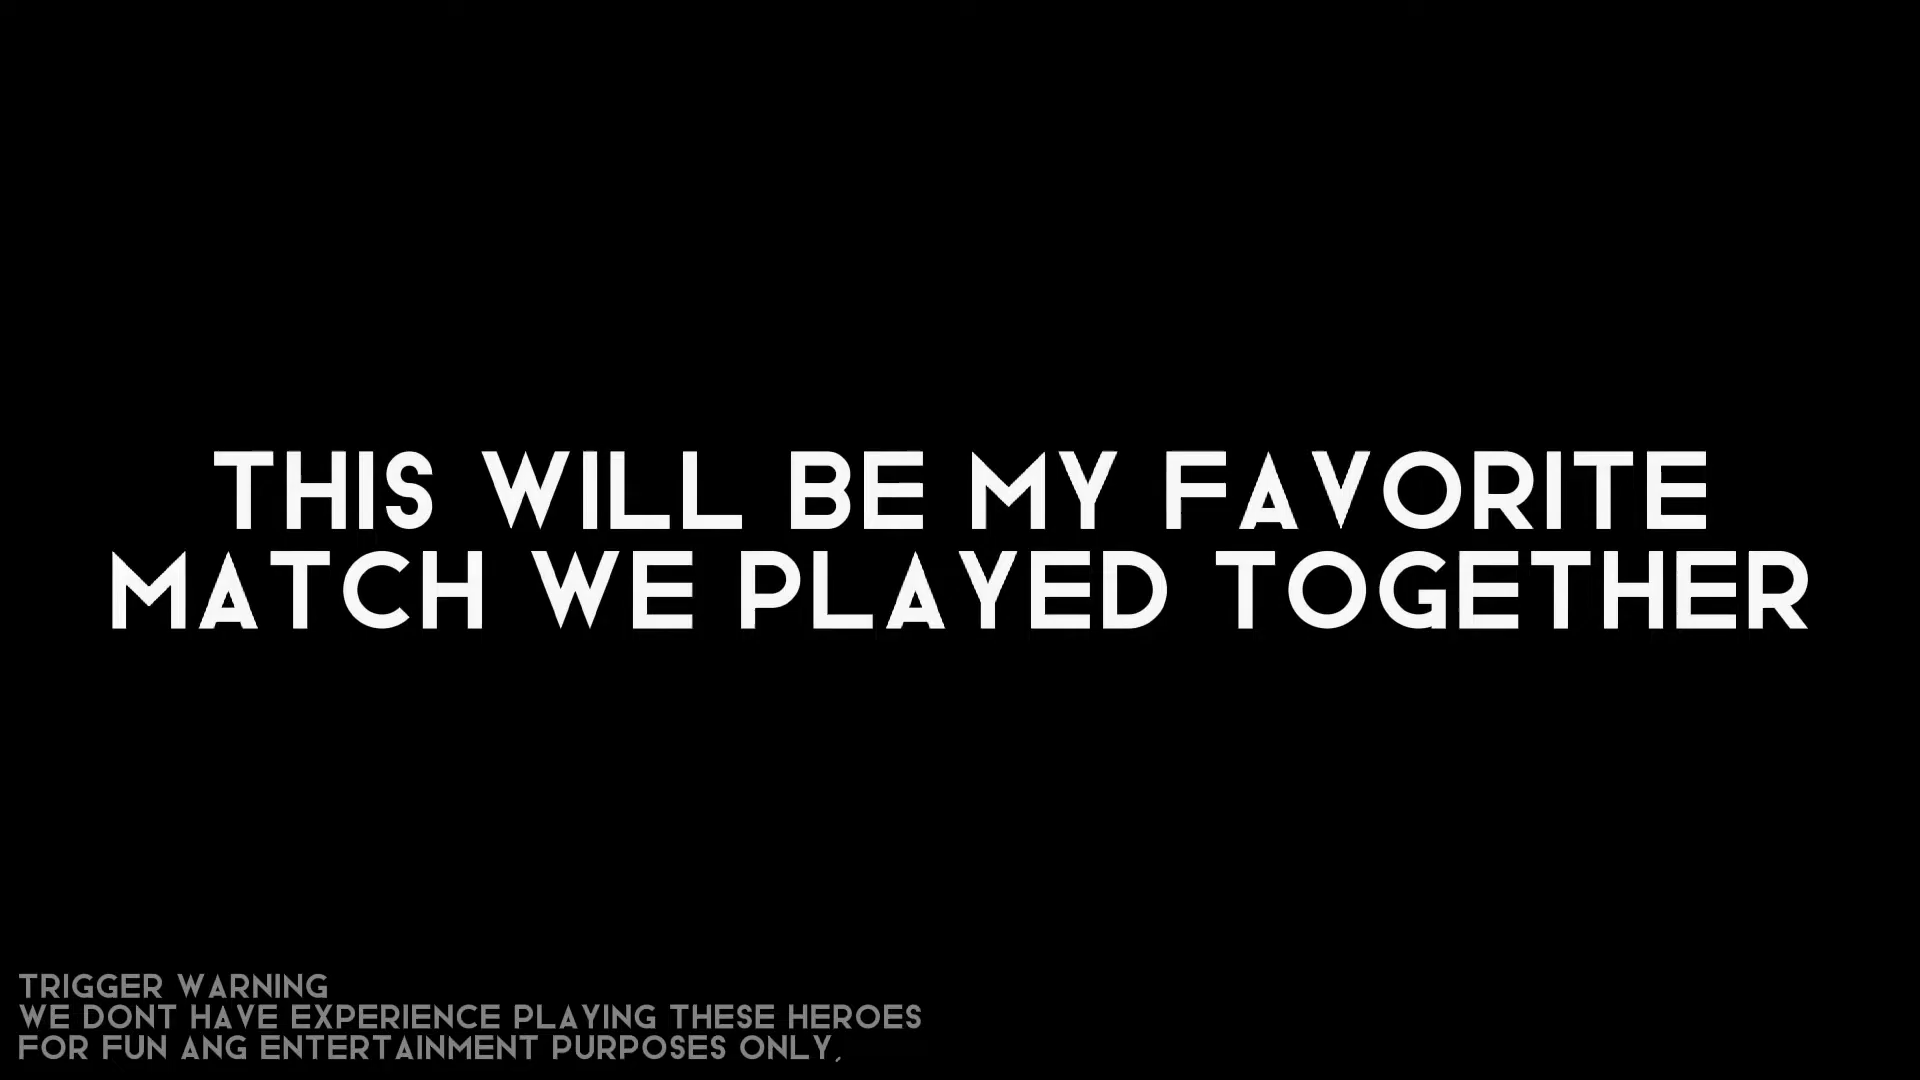 THIS WILL BE MY FAVORITE
MATCH WE PLAYED TOGETHER
TRIGGER WARNING
WE DONT HAVE EXPERIENCE PLAYING THESE HEROES
FOR FUN ANG ENTERTAINMENT PURPOSES ONLY,